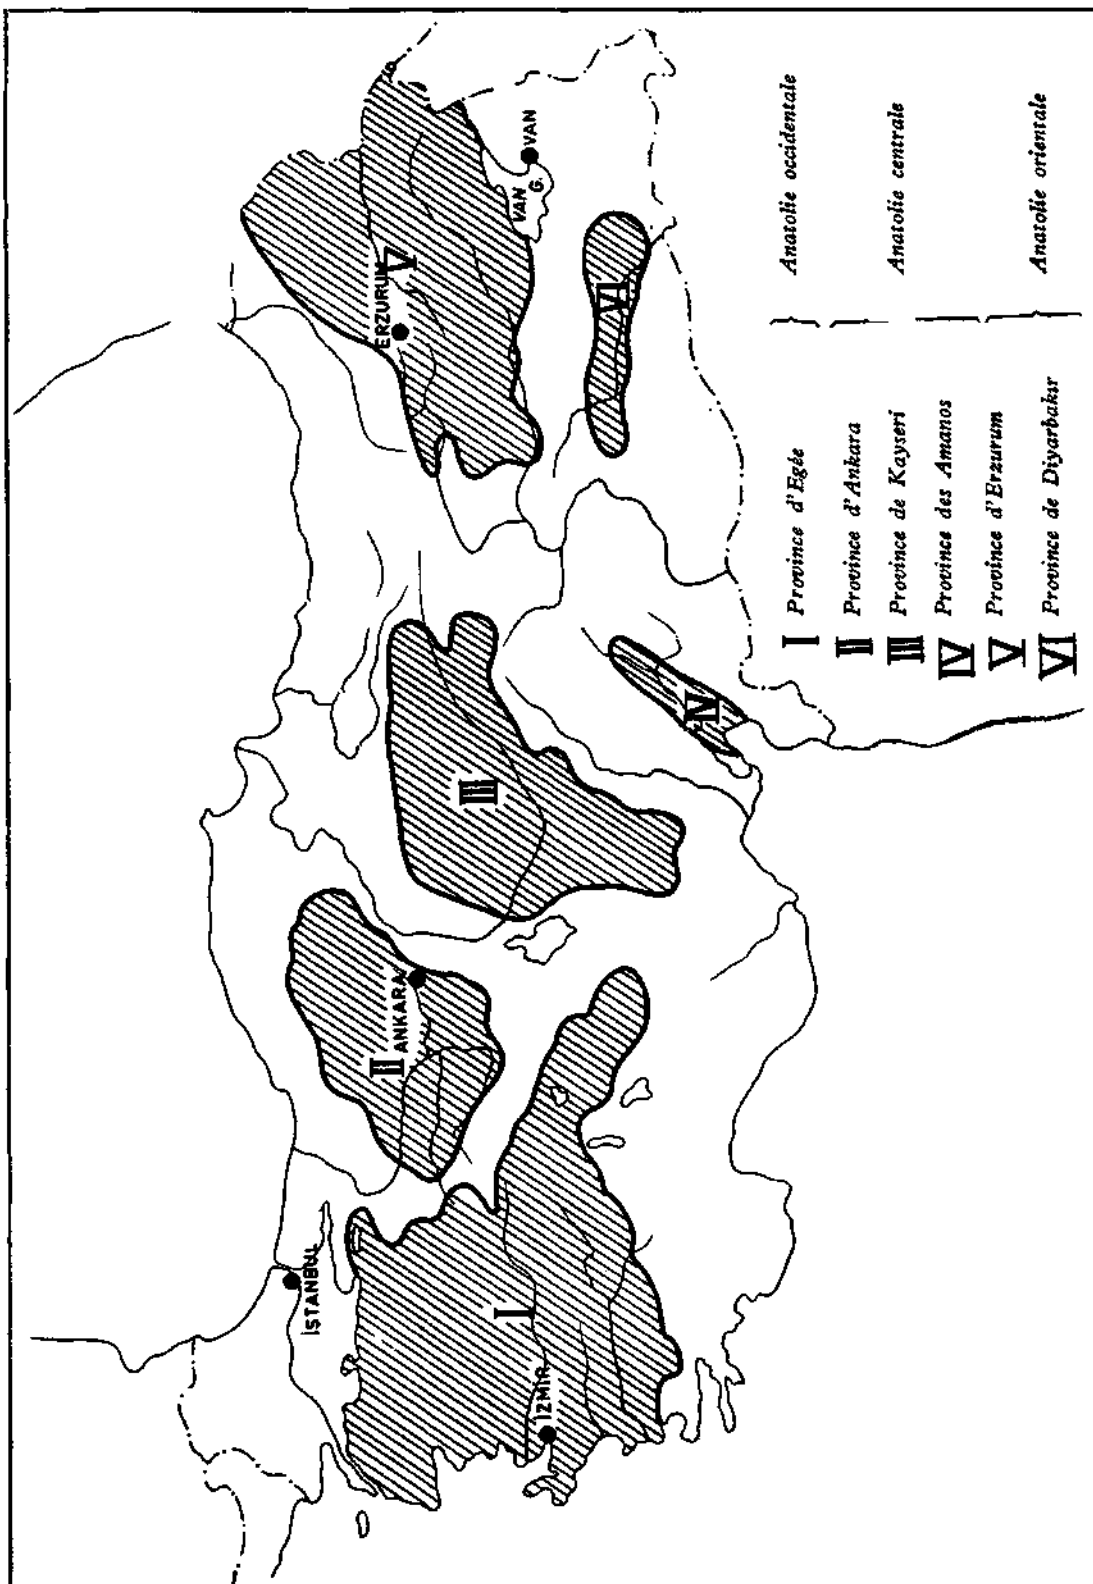 İSTANBUL
İZMİR
ANKARA
ERZURUM
VAN
VAN G.
I
II
III
IV
V
VI
I Province d'Egée
II Province d'Ankara
III Province de Kayseri
IV Province des Amanos
V Province d'Erzurum
VI Province de Diyarbakır
Anatolie occidentale
Anatolie centrale
Anatolie orientale